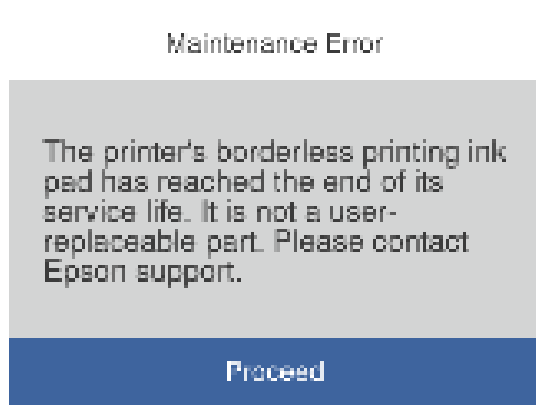 Maintenance Error
The printer's borderless printing ink
pad has reached the end of its
service life. It is not a user-
replaceable part. Please contact
Epson support.
Proceed